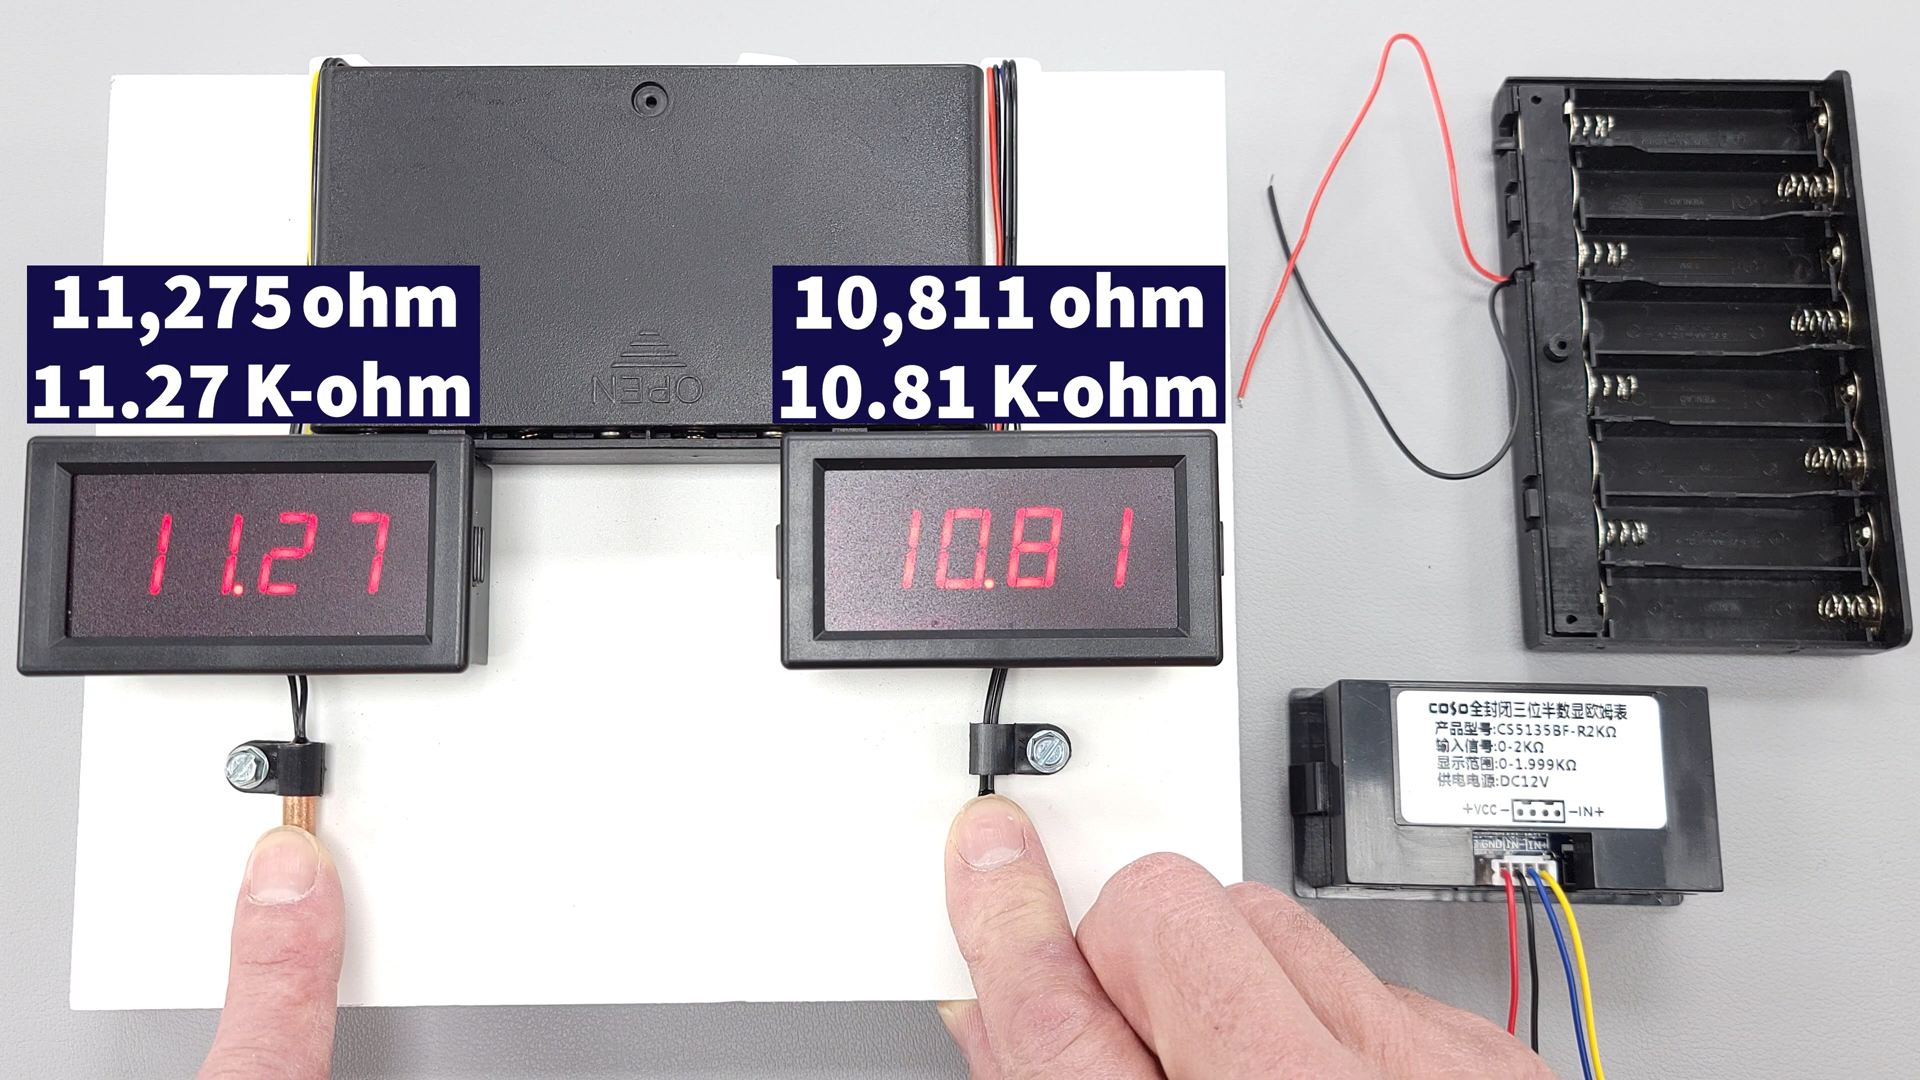 11,275 ohm
11.27 K-ohm
10,811 ohm
10.81 K-ohm
OPEN
11.27
10.81
coso全封闭三位半数显欧姆表
产品型号:CS5135BF-R2KΩ
输入信号:0-2KΩ
显示范围:0-1.999KΩ
供电电源:DC12V
+VCC- -IN+
GND IN- IN+